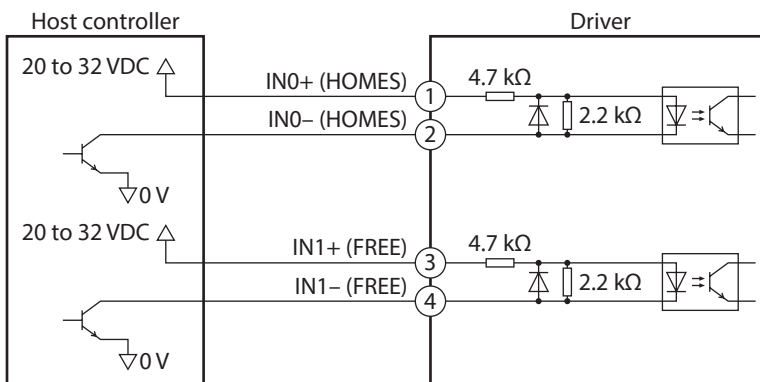 Host controller
Driver
20 to 32 VDC
IN0+ (HOMES)
1
4.7 kΩ
IN0– (HOMES)
2
2.2 kΩ
0 V
20 to 32 VDC
IN1+ (FREE)
3
4.7 kΩ
IN1– (FREE)
4
2.2 kΩ
0 V